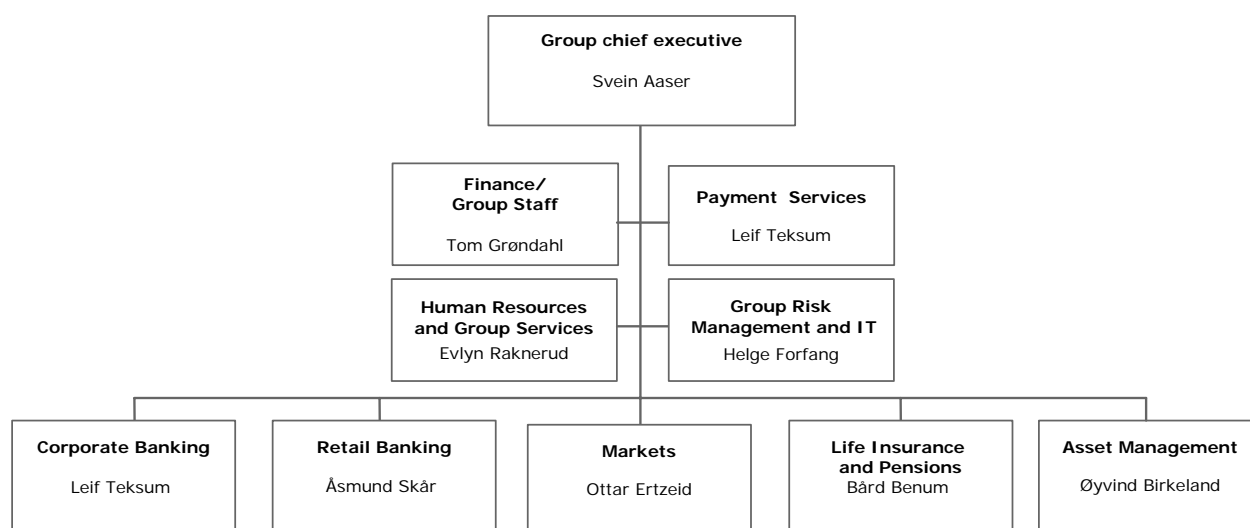 Group chief executive
Svein Aaser
Finance/
Group Staff
Tom Grøndahl
Payment Services
Leif Teksum
Human Resources
and Group Services
Evlyn Raknerud
Group Risk
Management and IT
Helge Forfang
Corporate Banking
Leif Teksum
Retail Banking
Åsmund Skår
Markets
Ottar Ertzeid
Life Insurance
and Pensions
Bård Benum
Asset Management
Øyvind Birkeland